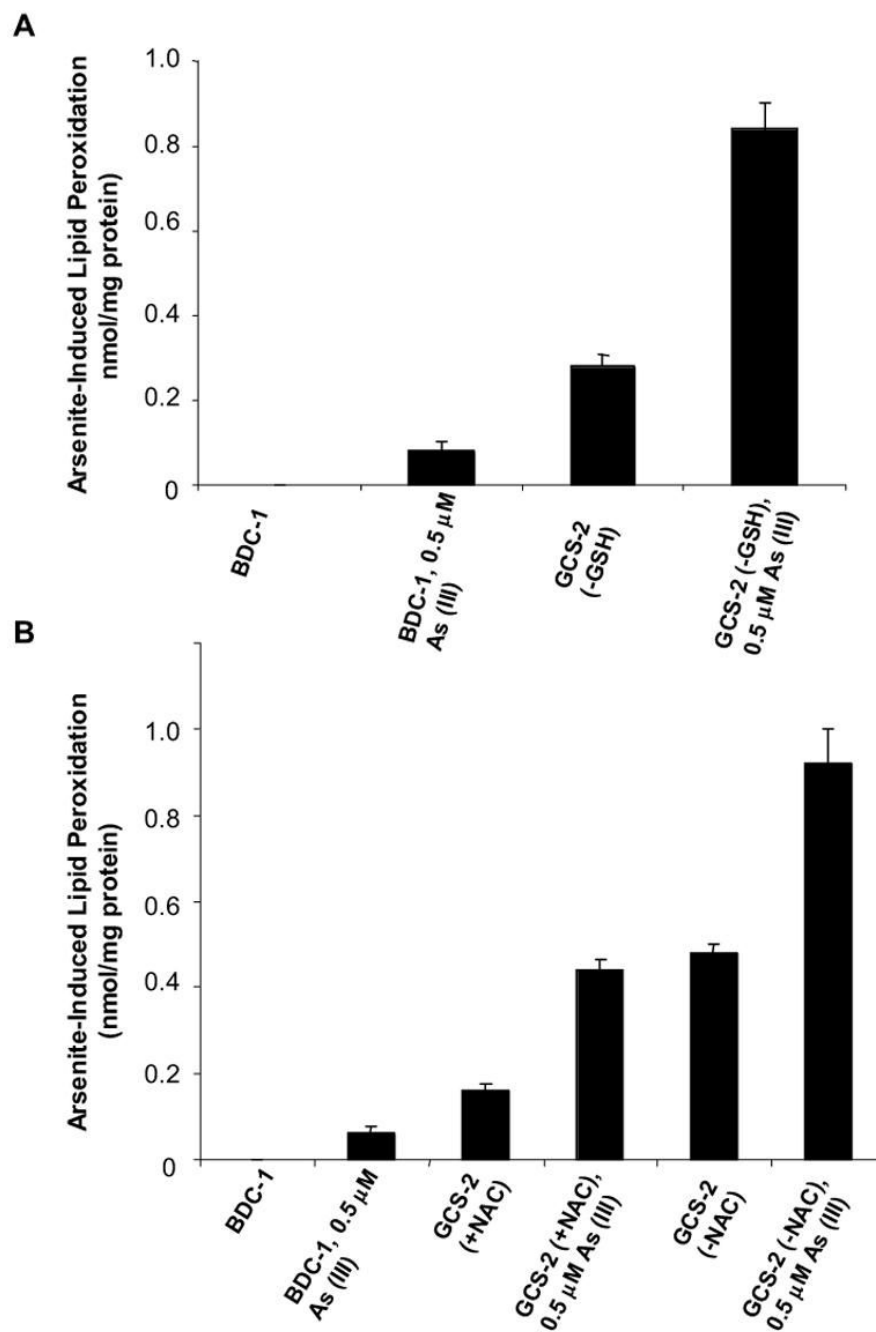 A
Arsenite-Induced Lipid Peroxidation
nmol/mg protein)
1.0
0.8
0.6
0.4
0.2
0
BDC-1
BDC-1, 0.5 μM
As (III)
GCS-2
(-GSH)
GCS-2 (-GSH),
0.5 μM As (III)
B
Arsenite-Induced Lipid Peroxidation
(nmol/mg protein)
1.0
0.8
0.6
0.4
0.2
0
BDC-1
BDC-1, 0.5 μM
As (III)
GCS-2
(+NAC)
GCS-2 (+NAC),
0.5 μM As (III)
GCS-2
(-NAC)
GCS-2 (-NAC),
0.5 μM As (III)